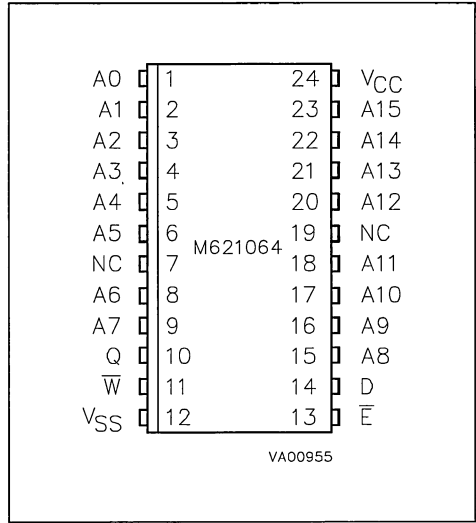 A0 1 24 V_CC
A1 2 23 A15
A2 3 22 A14
A3 4 21 A13
A4 5 20 A12
A5 6 19 NC
M621064
NC 7 18 A11
A6 8 17 A10
A7 9 16 A9
Q 10 15 A8
W̅ 11 14 D
V_SS 12 13 E̅
VA00955